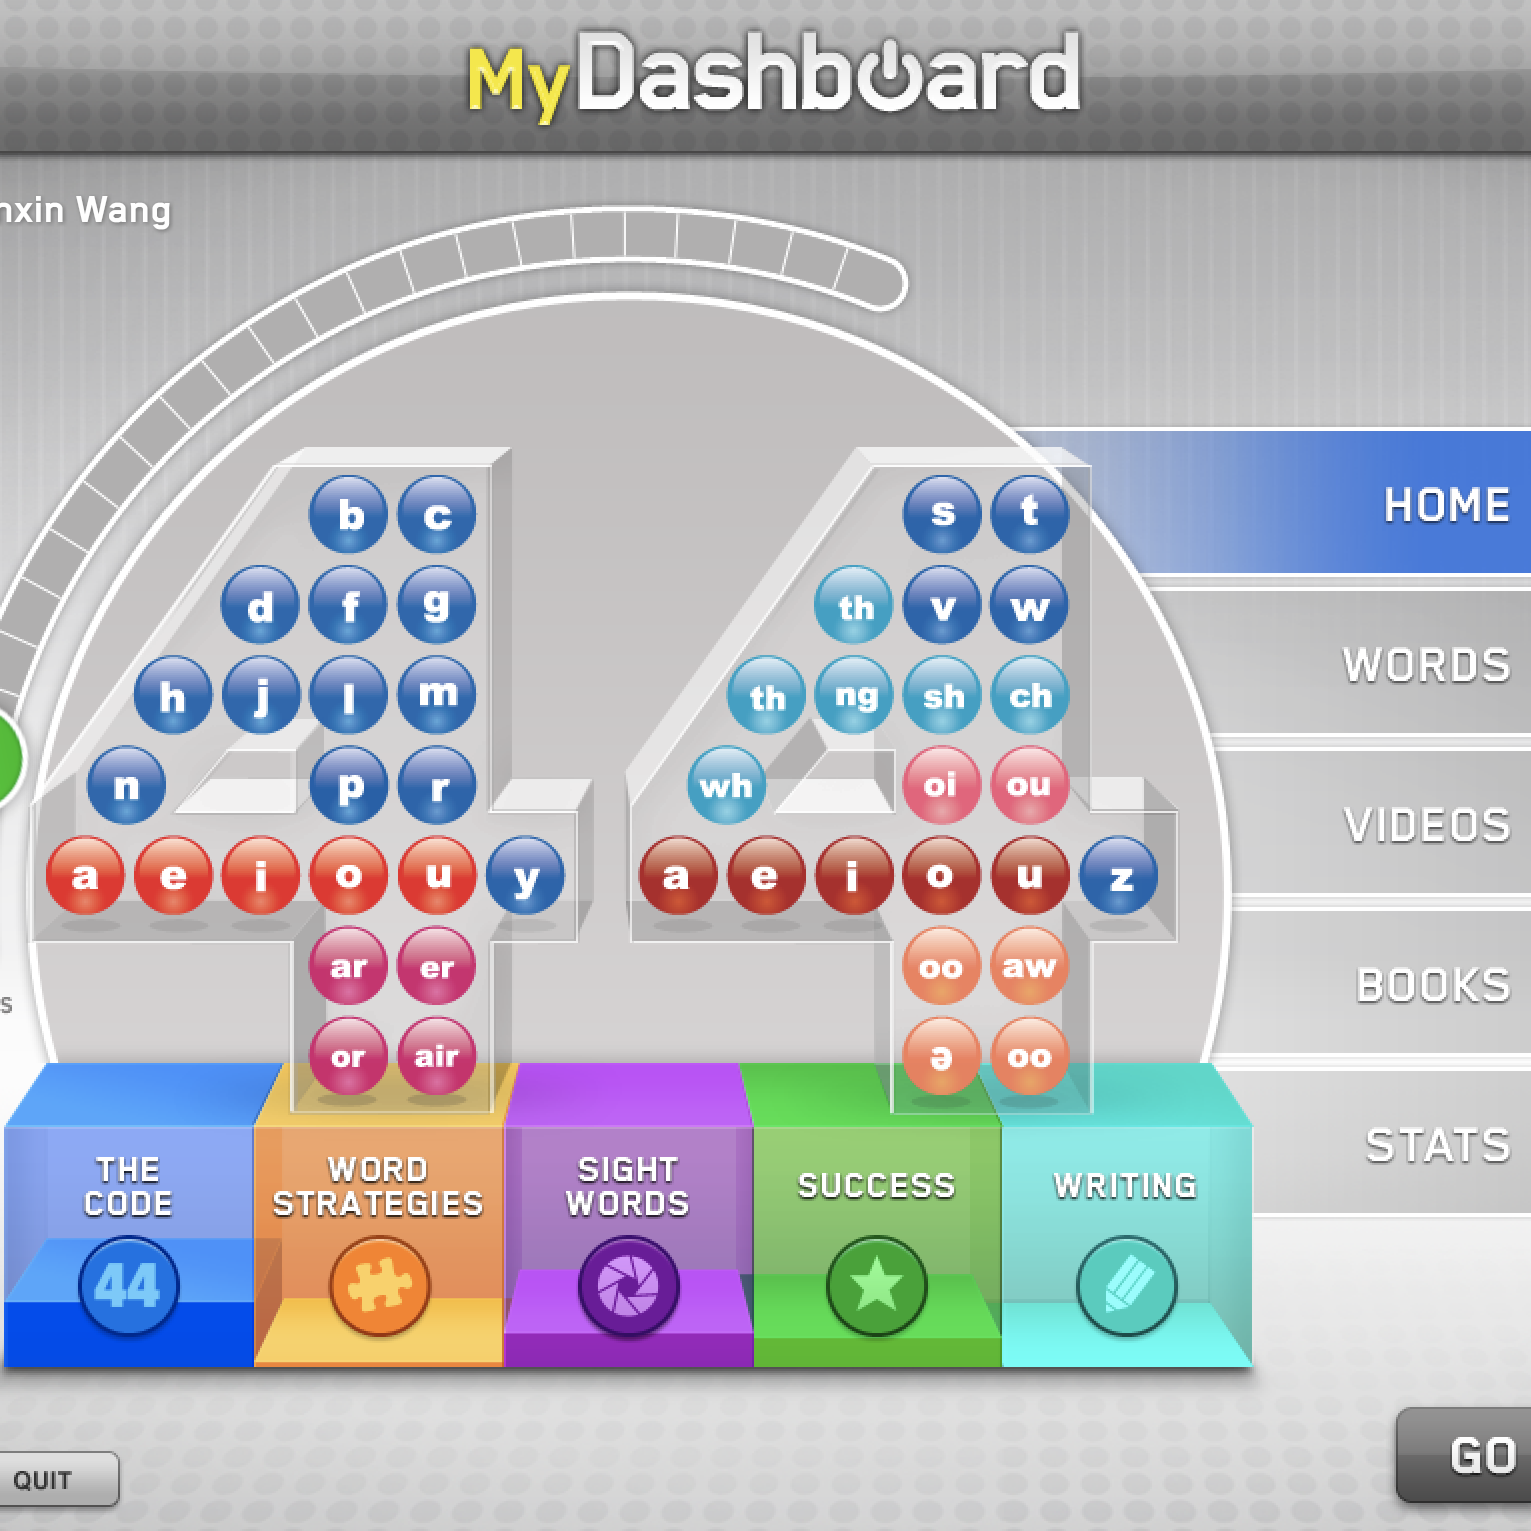 MyDashboard
nxin Wang
b c
s t
d f g
th v w
h j l m
th ng sh ch
n p r
wh oi ou
a e i o u y
a e i o u z
ar er
oo aw
or air
ə oo
HOME
WORDS
VIDEOS
BOOKS
STATS
s
THE
CODE
44
WORD
STRATEGIES
SIGHT
WORDS
SUCCESS
WRITING
QUIT
GO